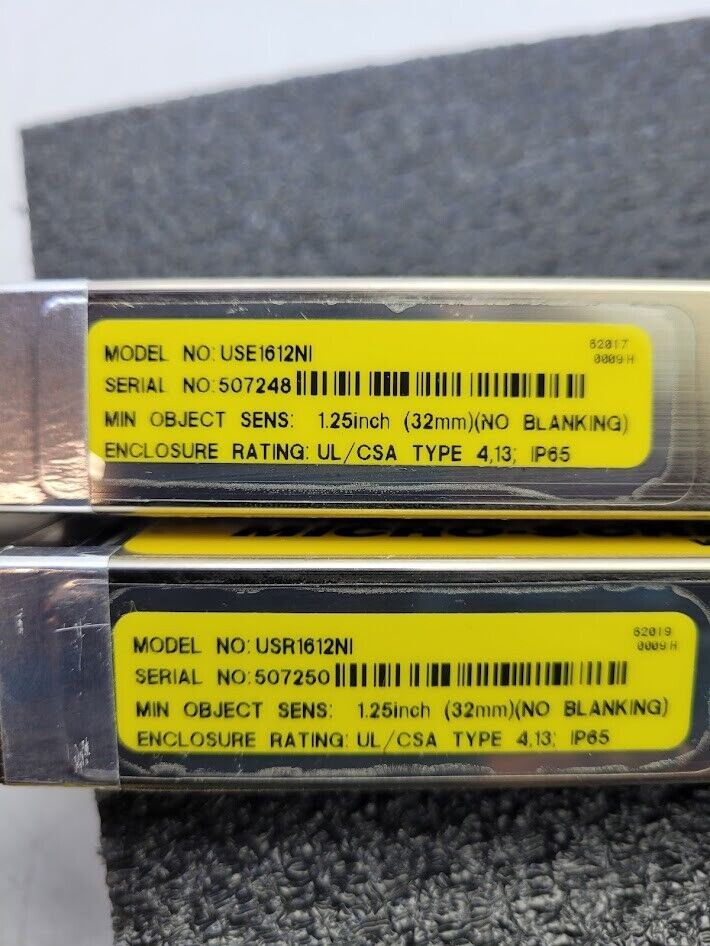 MODEL NO: USE1612NI
62017
0009 H
SERIAL NO: 507248
MIN OBJECT SENS: 1.25inch (32mm)(NO BLANKING)
ENCLOSURE RATING: UL/CSA TYPE 4,13; IP65
MODEL NO: USR1612NI
62019
0009 H
SERIAL NO: 507250
MIN OBJECT SENS: 1.25inch (32mm)(NO BLANKING)
ENCLOSURE RATING: UL/CSA TYPE 4,13; IP65